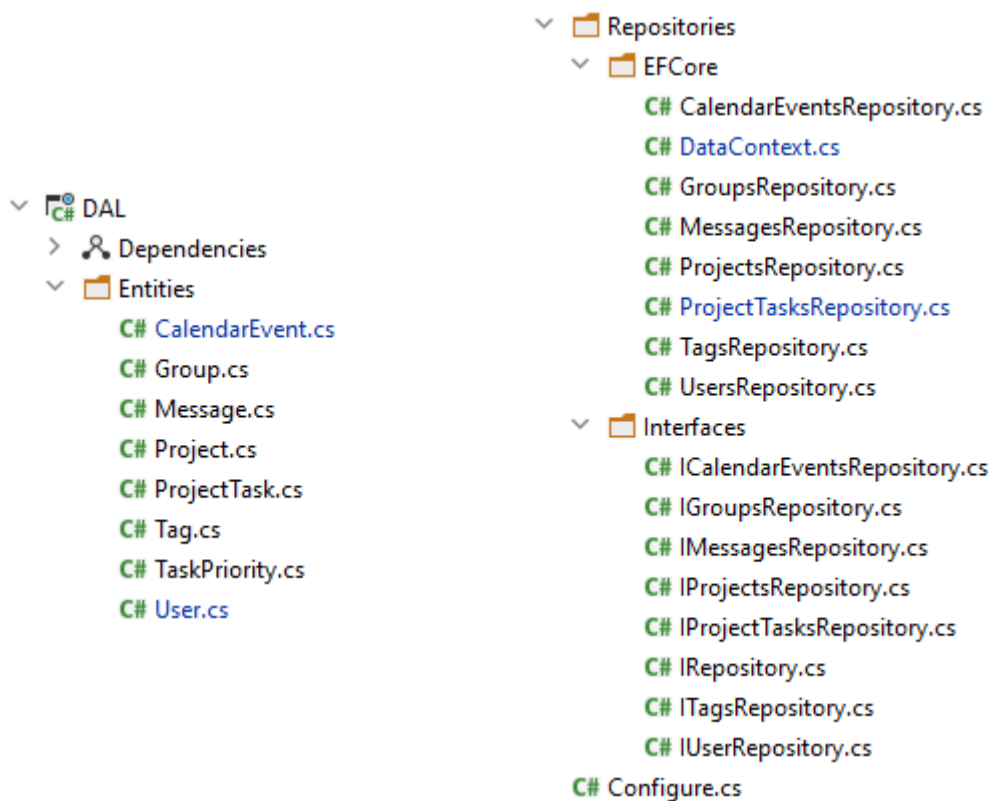 DAL
Dependencies
Entities
C# CalendarEvent.cs
C# Group.cs
C# Message.cs
C# Project.cs
C# ProjectTask.cs
C# Tag.cs
C# TaskPriority.cs
C# User.cs
Repositories
EFCore
C# CalendarEventsRepository.cs
C# DataContext.cs
C# GroupsRepository.cs
C# MessagesRepository.cs
C# ProjectsRepository.cs
C# ProjectTasksRepository.cs
C# TagsRepository.cs
C# UsersRepository.cs
Interfaces
C# ICalendarEventsRepository.cs
C# IGroupsRepository.cs
C# IMessagesRepository.cs
C# IProjectsRepository.cs
C# IProjectTasksRepository.cs
C# IRepository.cs
C# ITagsRepository.cs
C# IUserRepository.cs
C# Configure.cs